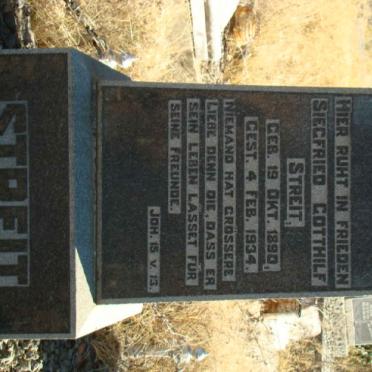 HIER RUHT IN FRIEDEN
SIEGFRIED GOTTHILF
STREIT,
GEB. 19 OKT 1890,
GEST. 4 FEB. 1934.
NIEMAND HAT GRÖSSERE
LIEBE DENN DIE, DASS ER
SEIN LEBEN LASSET FÜR
SEINE FREUNDE.
JOH. 15 V. 13.
STREIT